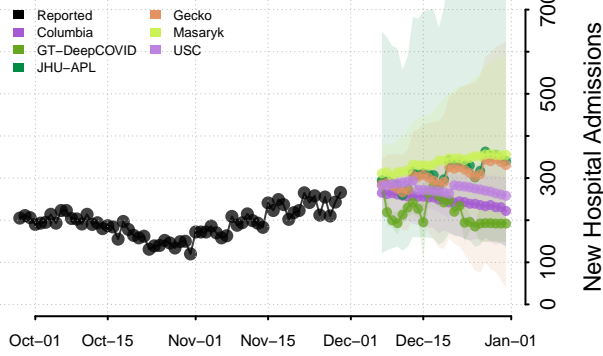 Reported
Columbia
GT−DeepCOVID
JHU−APL
Gecko
Masaryk
USC
700
500
300
100
0
New Hospital Admissions
Oct−01 Oct−15 Nov−01 Nov−15 Dec−01 Dec−15 Jan−01